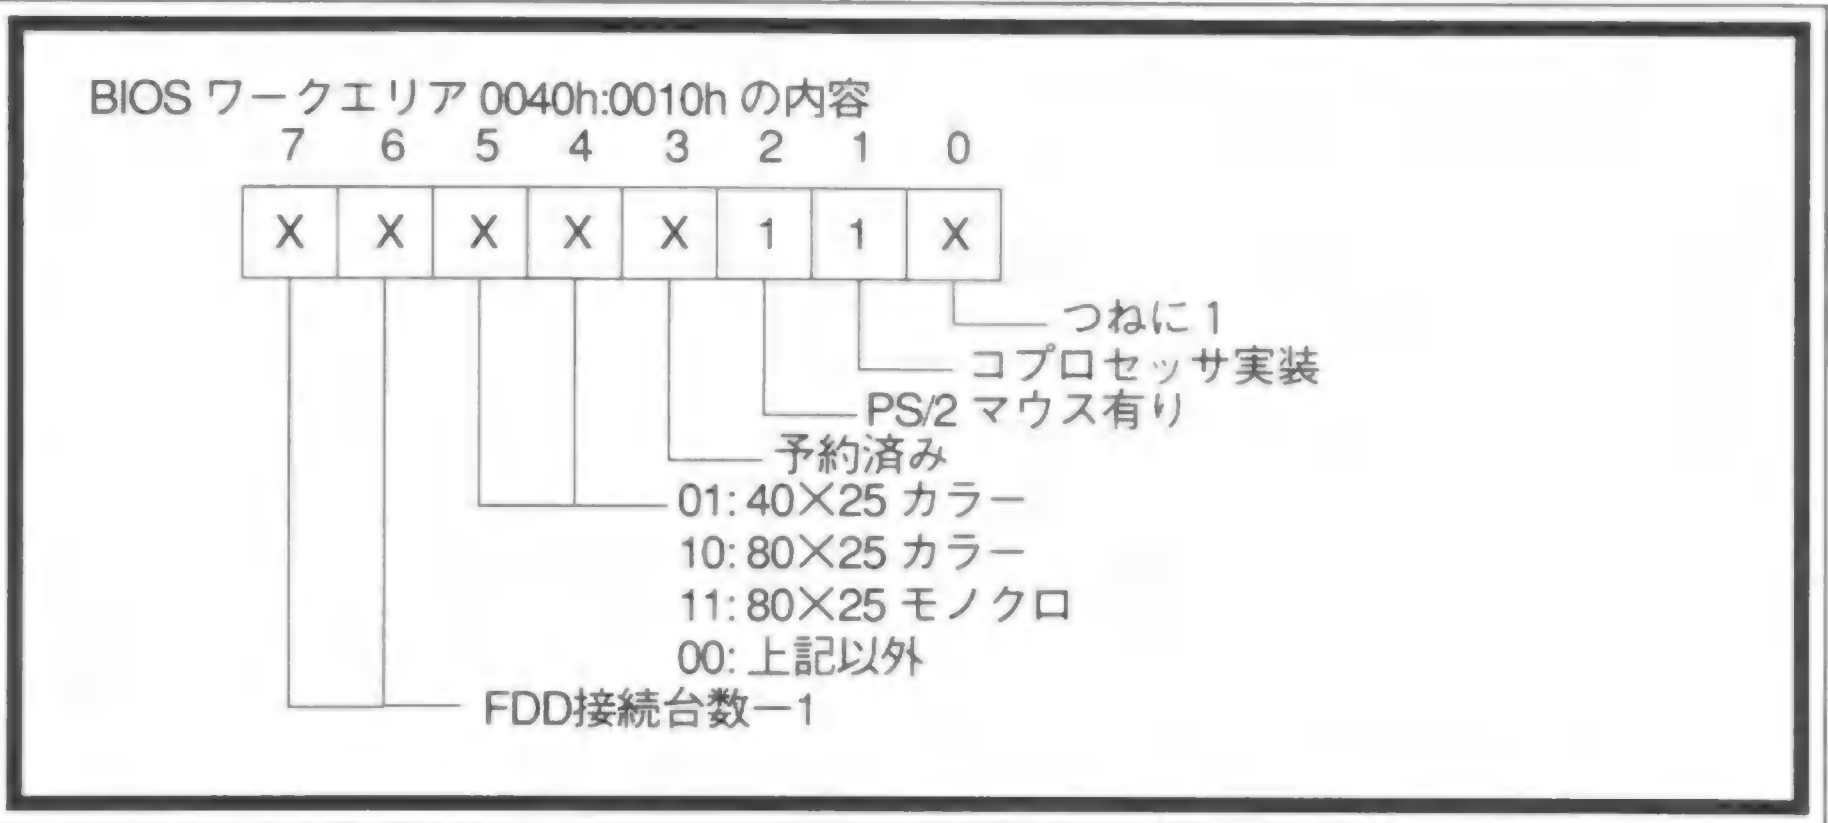 BIOS ワークエリア 0040h:0010h の内容
7 6 5 4 3 2 1 0
X X X X X 1 1 X
つねに 1
コプロセッサ実装
PS/2 マウス有り
予約済み
01: 40×25 カラー
10: 80×25 カラー
11: 80×25 モノクロ
00: 上記以外
FDD接続台数ー1